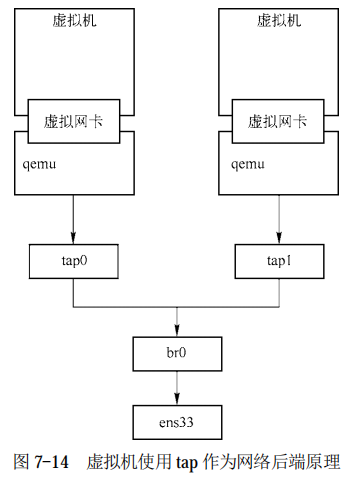 虚拟机
虚拟机
虚拟网卡
虚拟网卡
qemu
qemu
tap0
tap1
br0
ens33
图 7-14 虚拟机使用 tap 作为网络后端原理